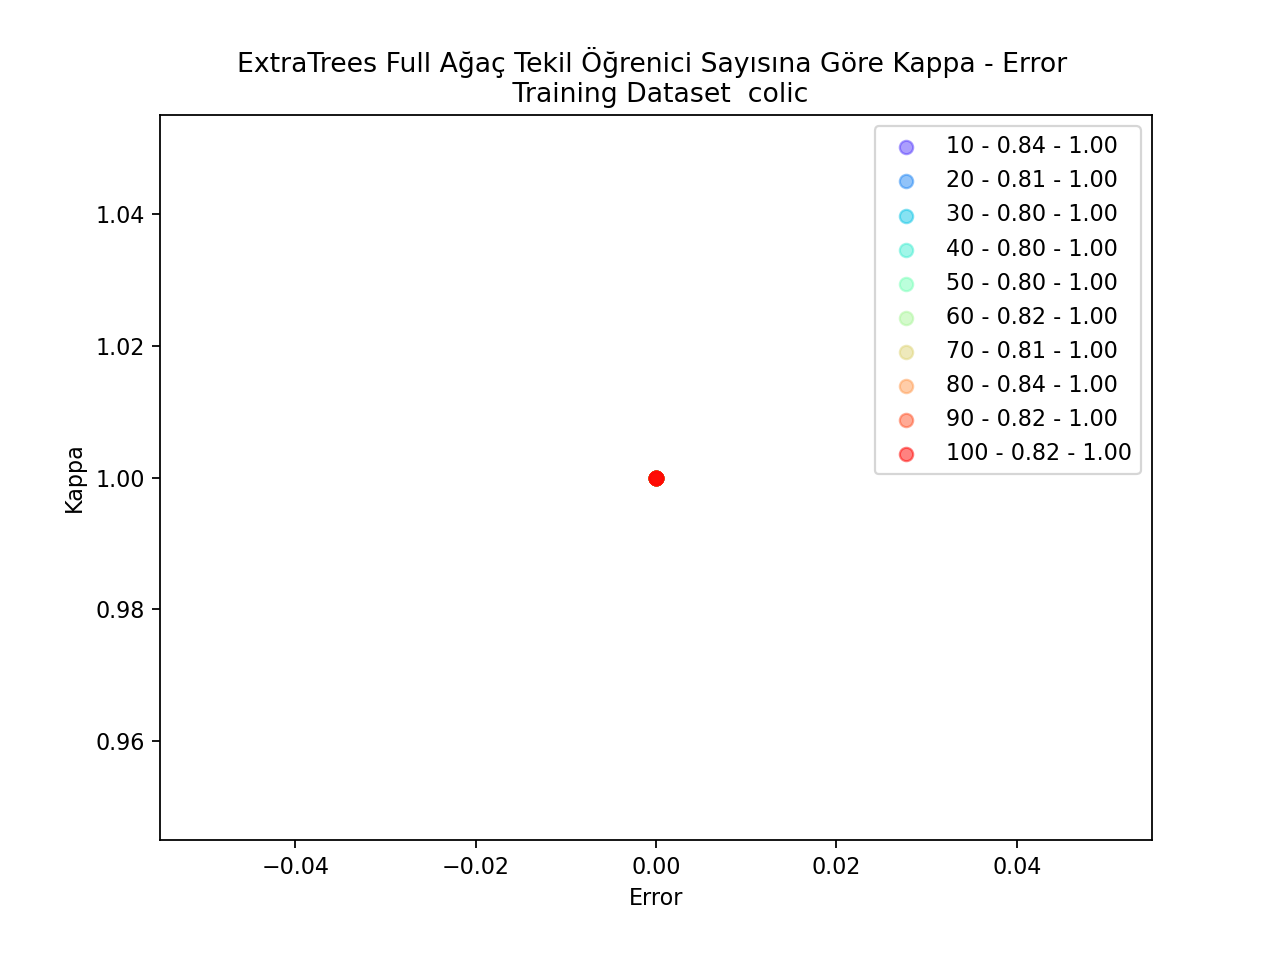 ExtraTrees Full Ağaç Tekil Öğrenici Sayısına Göre Kappa - Error
Training Dataset  colic
10 - 0.84 - 1.00
20 - 0.81 - 1.00
30 - 0.80 - 1.00
40 - 0.80 - 1.00
50 - 0.80 - 1.00
60 - 0.82 - 1.00
70 - 0.81 - 1.00
80 - 0.84 - 1.00
90 - 0.82 - 1.00
100 - 0.82 - 1.00
Kappa
1.04
1.02
1.00
0.98
0.96
−0.04 −0.02 0.00 0.02 0.04
Error